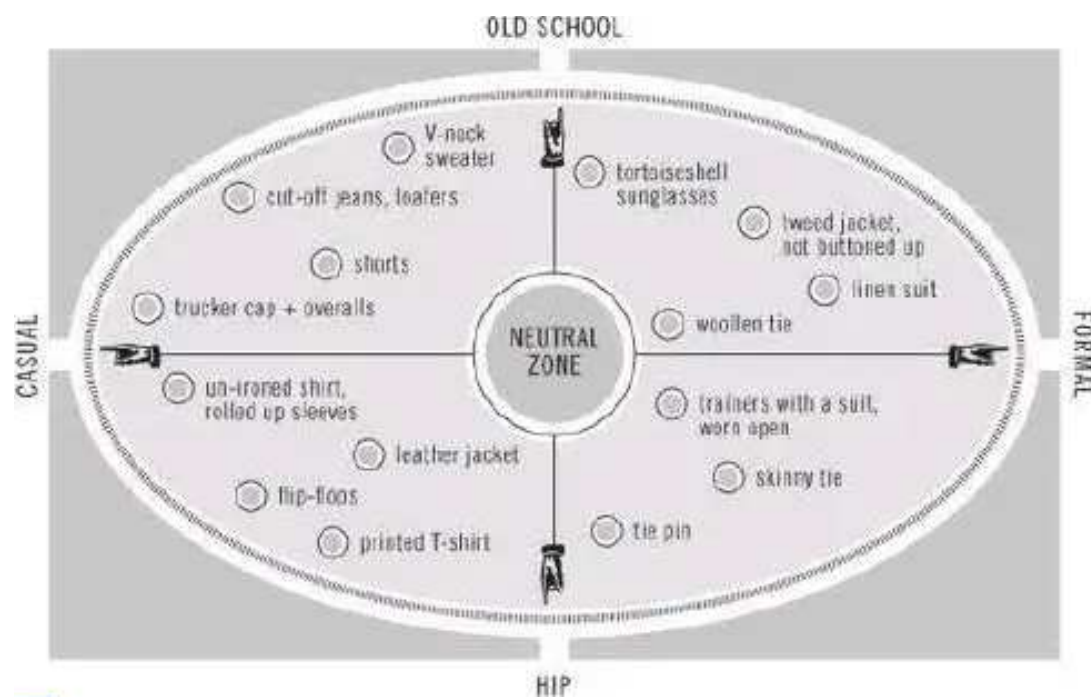 OLD SCHOOL
V-neck
sweater
tortoiseshell
sunglasses
cut-off jeans, loafers
tweed jacket,
not buttoned up
shorts
linen suit
trucker cap + overalls
woollen tie
CASUAL
NEUTRAL
ZONE
FORMAL
un-ironed shirt,
rolled up sleeves
trainers with a suit,
worn open
leather jacket
skinny tie
flip-flops
tie pin
printed T-shirt
HIP